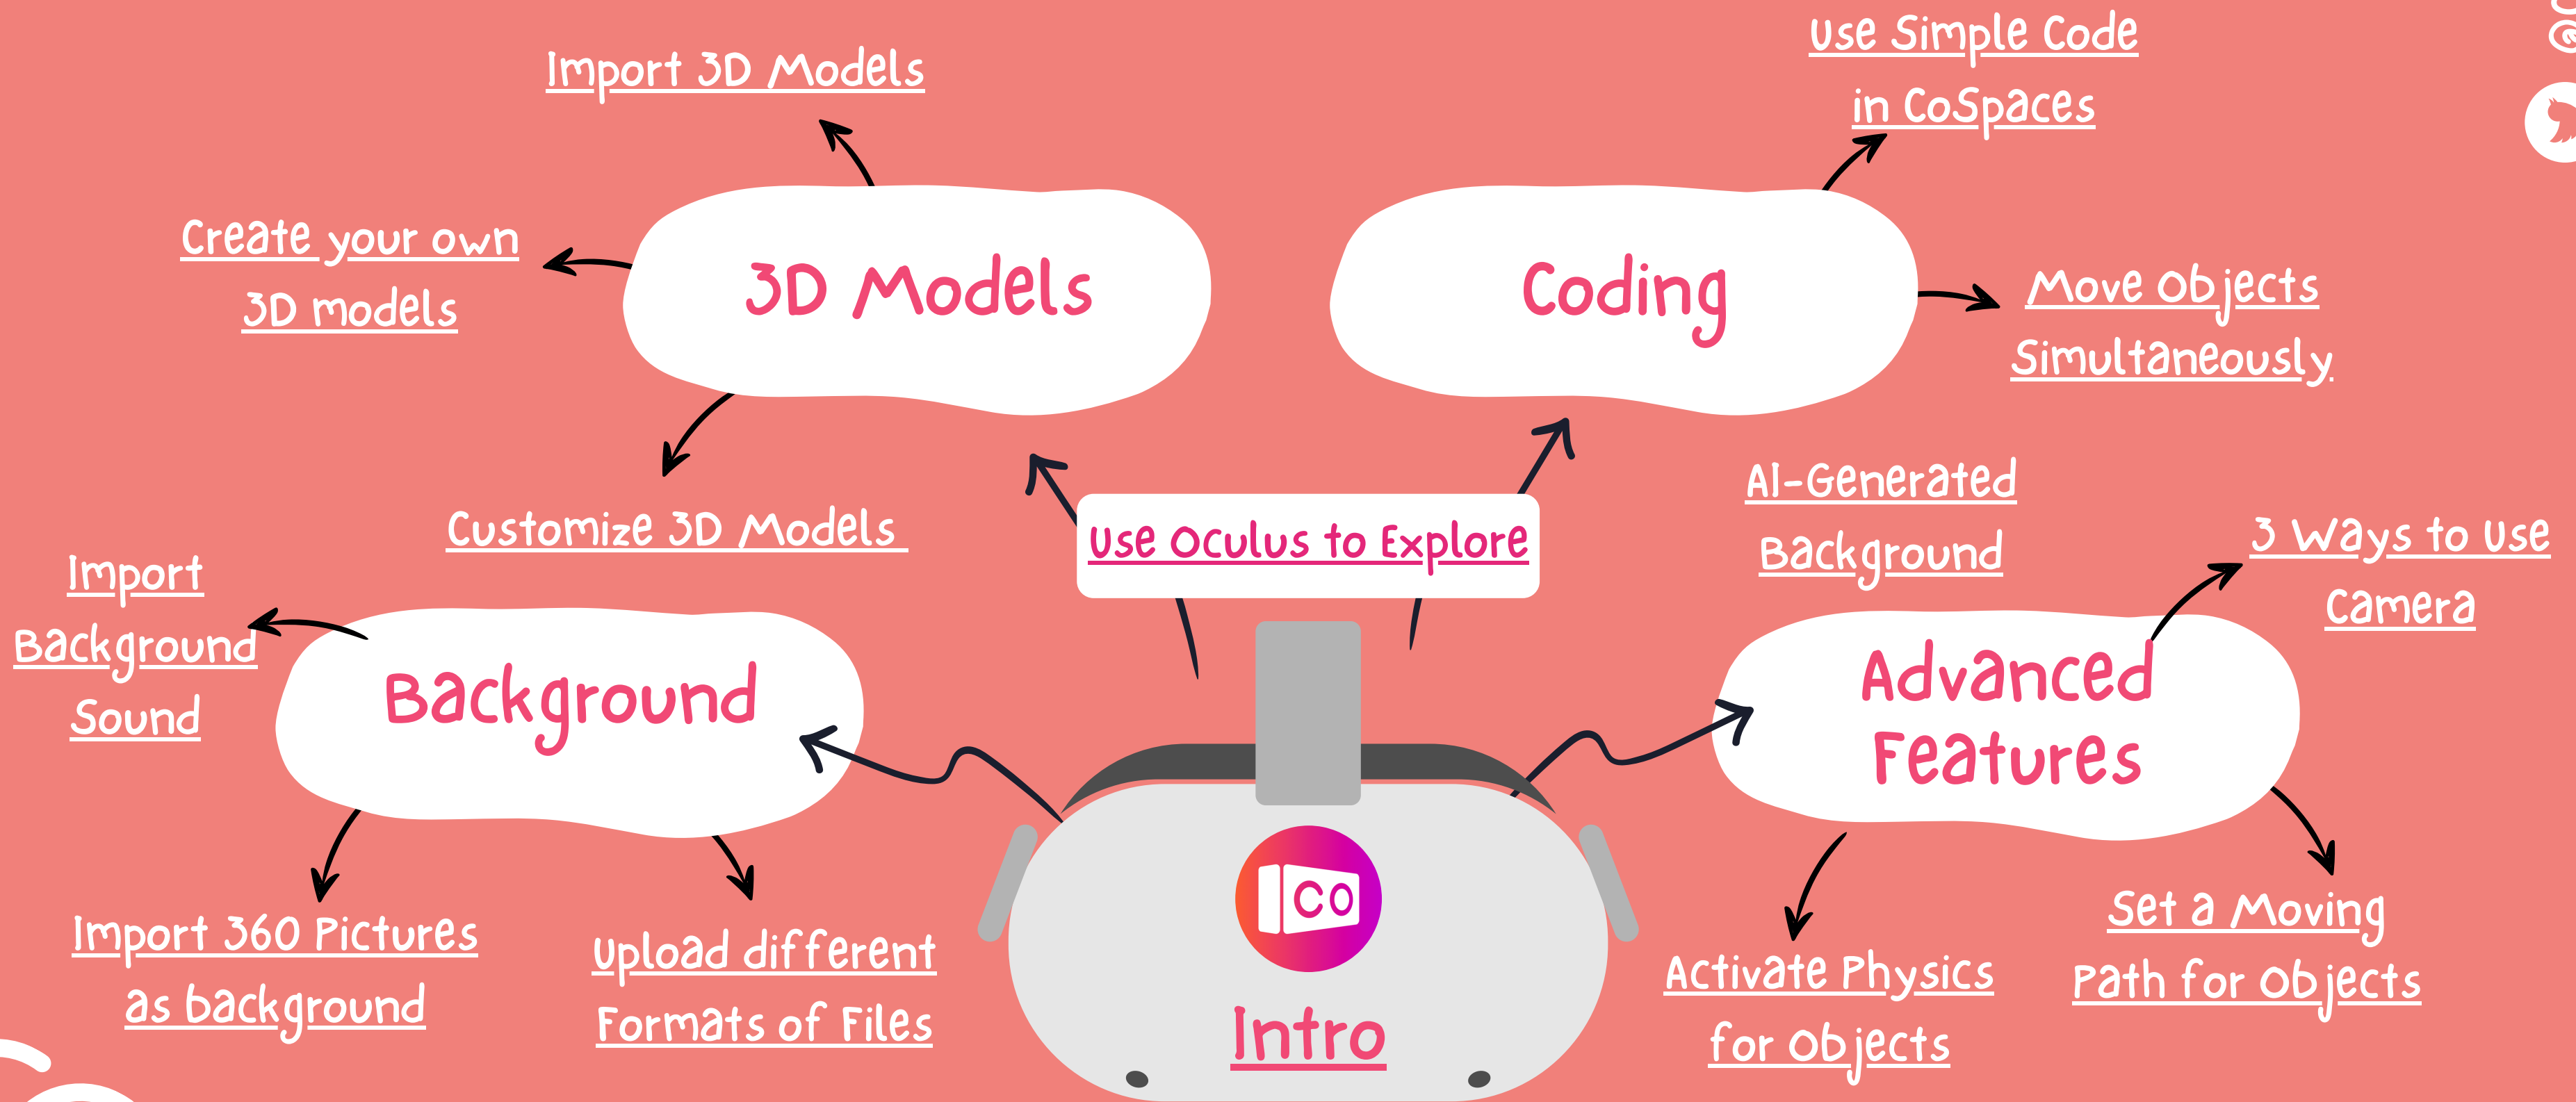 Import 3D Models
Create your own
3D models
3D Models
Customize 3D Models
Use Simple Code
in CoSpaces
Coding
Move Objects
Simultaneously
Use Oculus to Explore
Import
Background
Sound
Background
Import 360 Pictures
as background
Upload different
Formats of Files
AI-Generated
Background
3 Ways to Use
Camera
Advanced
Features
Activate Physics
for Objects
Set a Moving
Path for Objects
CO
Intro